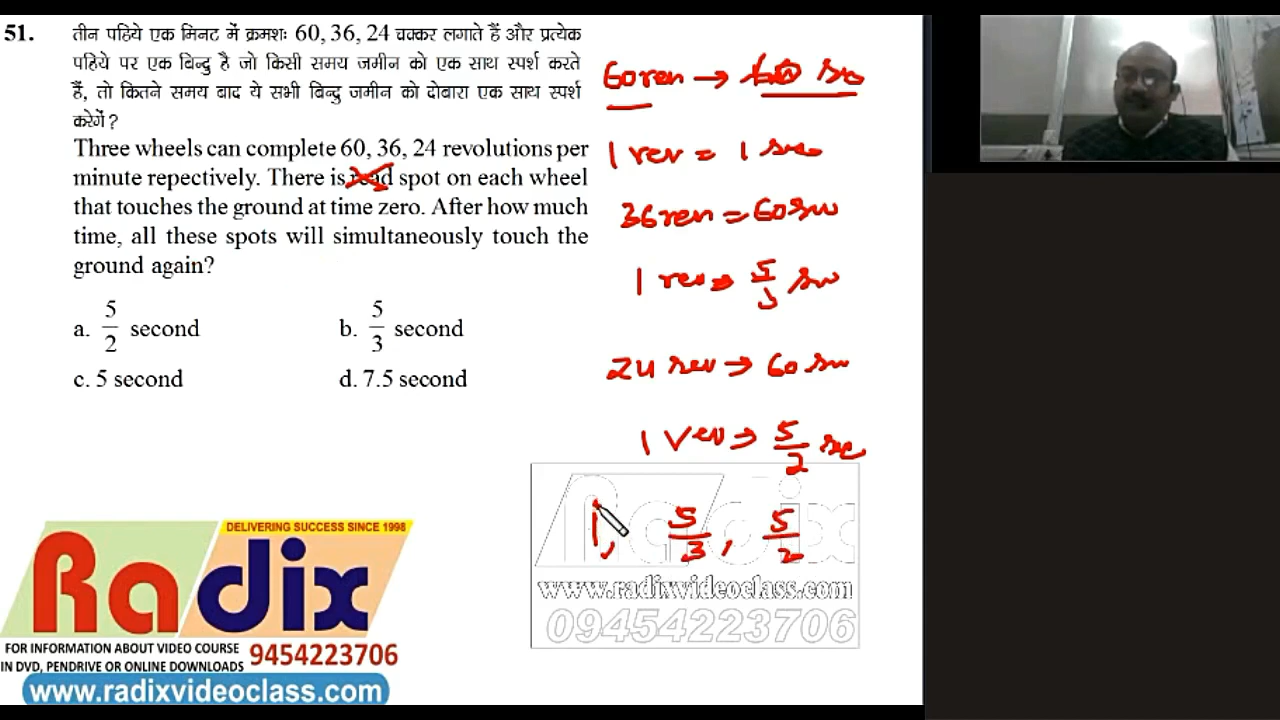 51. तीन पहिये एक मिनट में क्रमशः 60, 36, 24 चक्कर लगाते हैं और प्रत्येक
पहिये पर एक बिन्दु है जो किसी समय जमीन को एक साथ स्पर्श करते
हैं, तो कितने समय बाद ये सभी बिन्दु जमीन को दोबारा एक साथ स्पर्श
करेगें?
Three wheels can complete 60, 36, 24 revolutions per
minute repectively. There is read spot on each wheel
that touches the ground at time zero. After how much
time, all these spots will simultaneously touch the
ground again?
a. 5/2 second b. 5/3 second
c. 5 second d. 7.5 second
60 rev → 60 sec
1 rev = 1 sec
36 rev = 60 sec
1 rev = 5/3 sec
24 rev → 60 sec
1 rev → 5/2 sec
1, 5/3, 5/2
Radix
www.radixvideoclass.com
09454223706
DELIVERING SUCCESS SINCE 1998
Radix
FOR INFORMATION ABOUT VIDEO COURSE
IN DVD, PENDRIVE OR ONLINE DOWNLOADS
9454223706
www.radixvideoclass.com